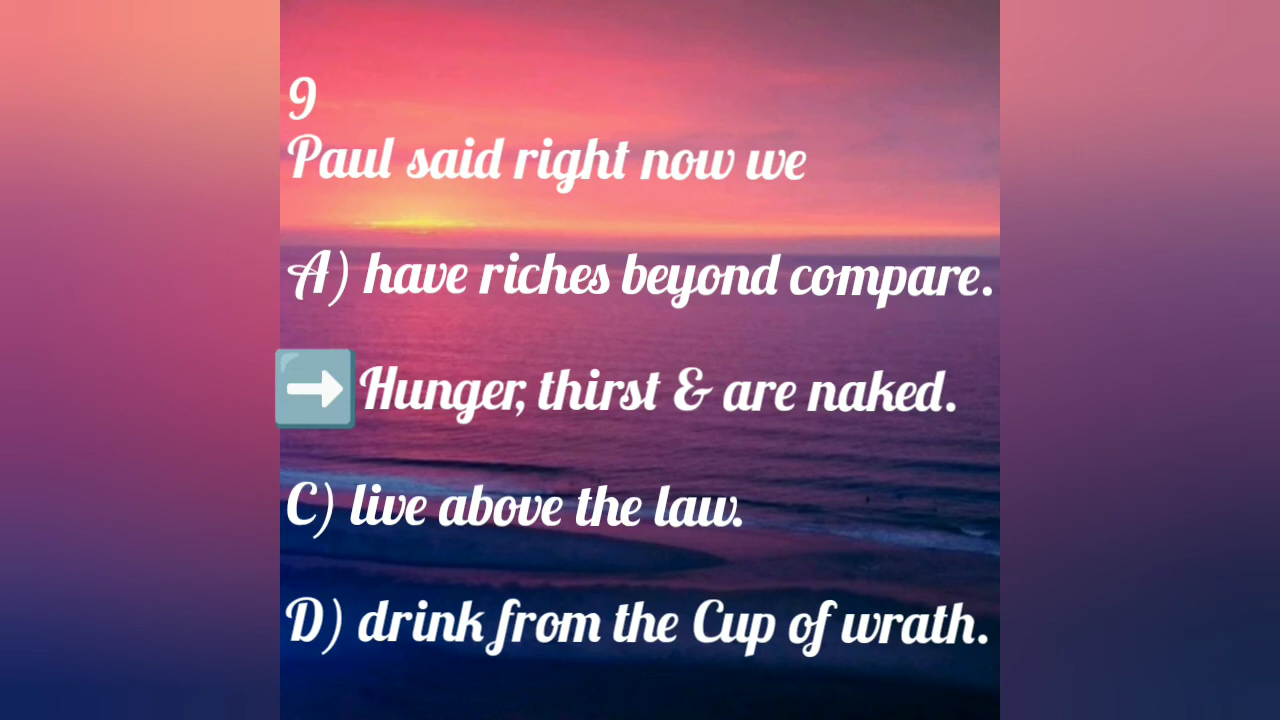 9
Paul said right now we
A) have riches beyond compare.
➡️ Hunger, thirst & are naked.
C) live above the law.
D) drink from the Cup of wrath.